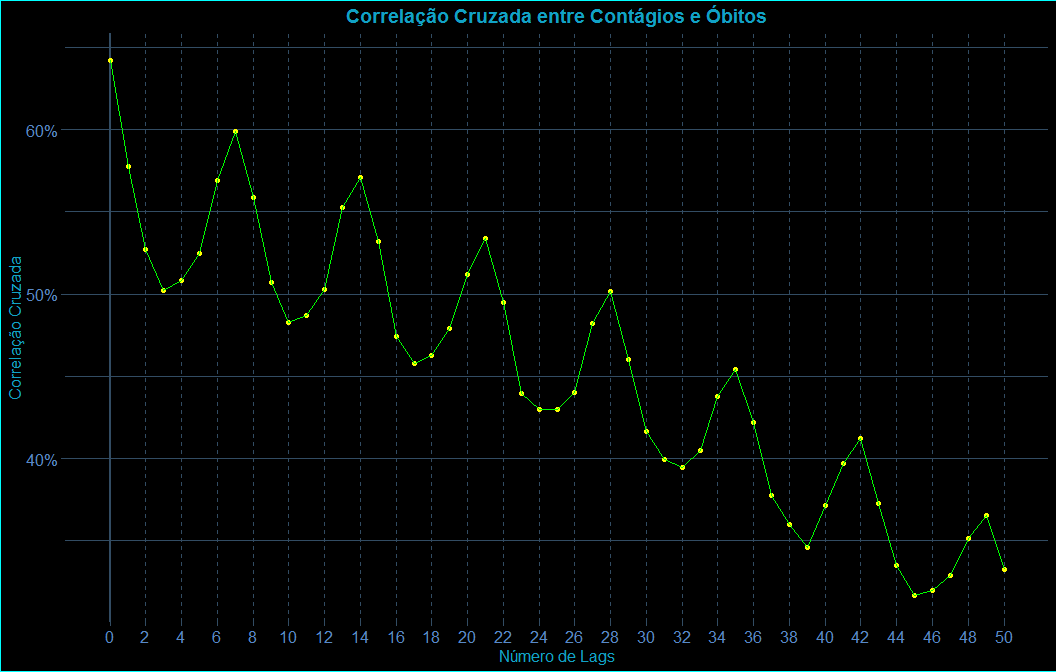 Correlação Cruzada entre Contágios e Óbitos
60%
50%
40%
Correlação Cruzada
0 2 4 6 8 10 12 14 16 18 20 22 24 26 28 30 32 34 36 38 40 42 44 46 48 50
Número de Lags